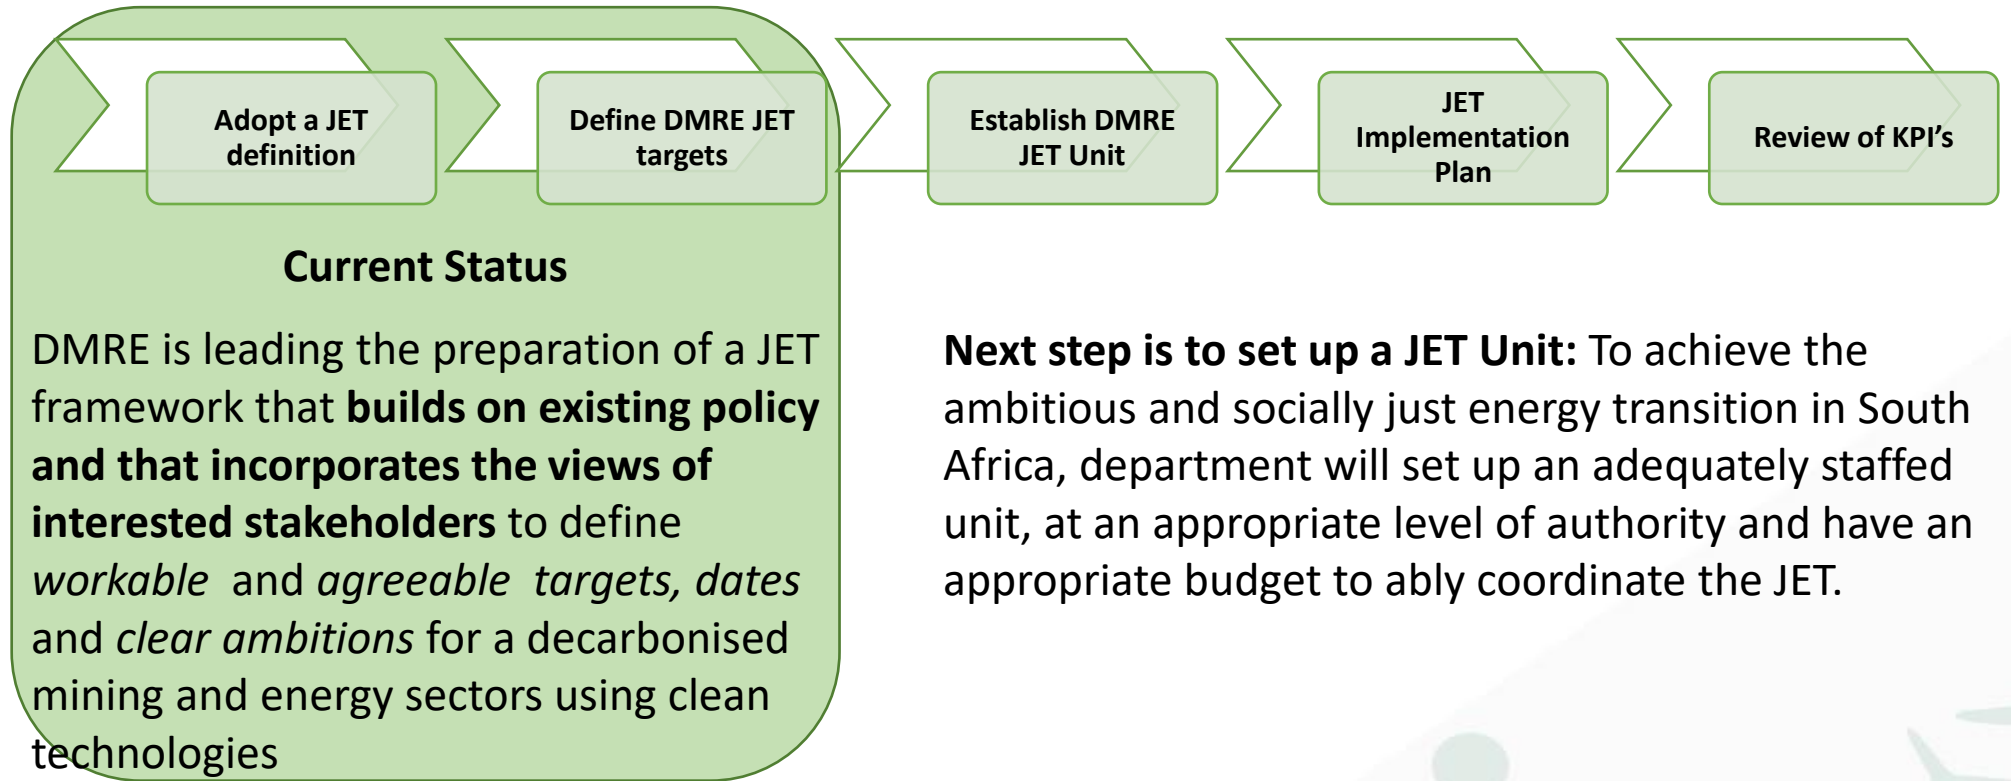 Adopt a JET
definition
Define DMRE JET
targets
Establish DMRE
JET Unit
JET
Implementation
Plan
Review of KPI's
Current Status
DMRE is leading the preparation of a JET
framework that builds on existing policy
and that incorporates the views of
interested stakeholders to define
workable and agreeable targets, dates
and clear ambitions for a decarbonised
mining and energy sectors using clean
technologies
Next step is to set up a JET Unit: To achieve the
ambitious and socially just energy transition in South
Africa, department will set up an adequately staffed
unit, at an appropriate level of authority and have an
appropriate budget to ably coordinate the JET.